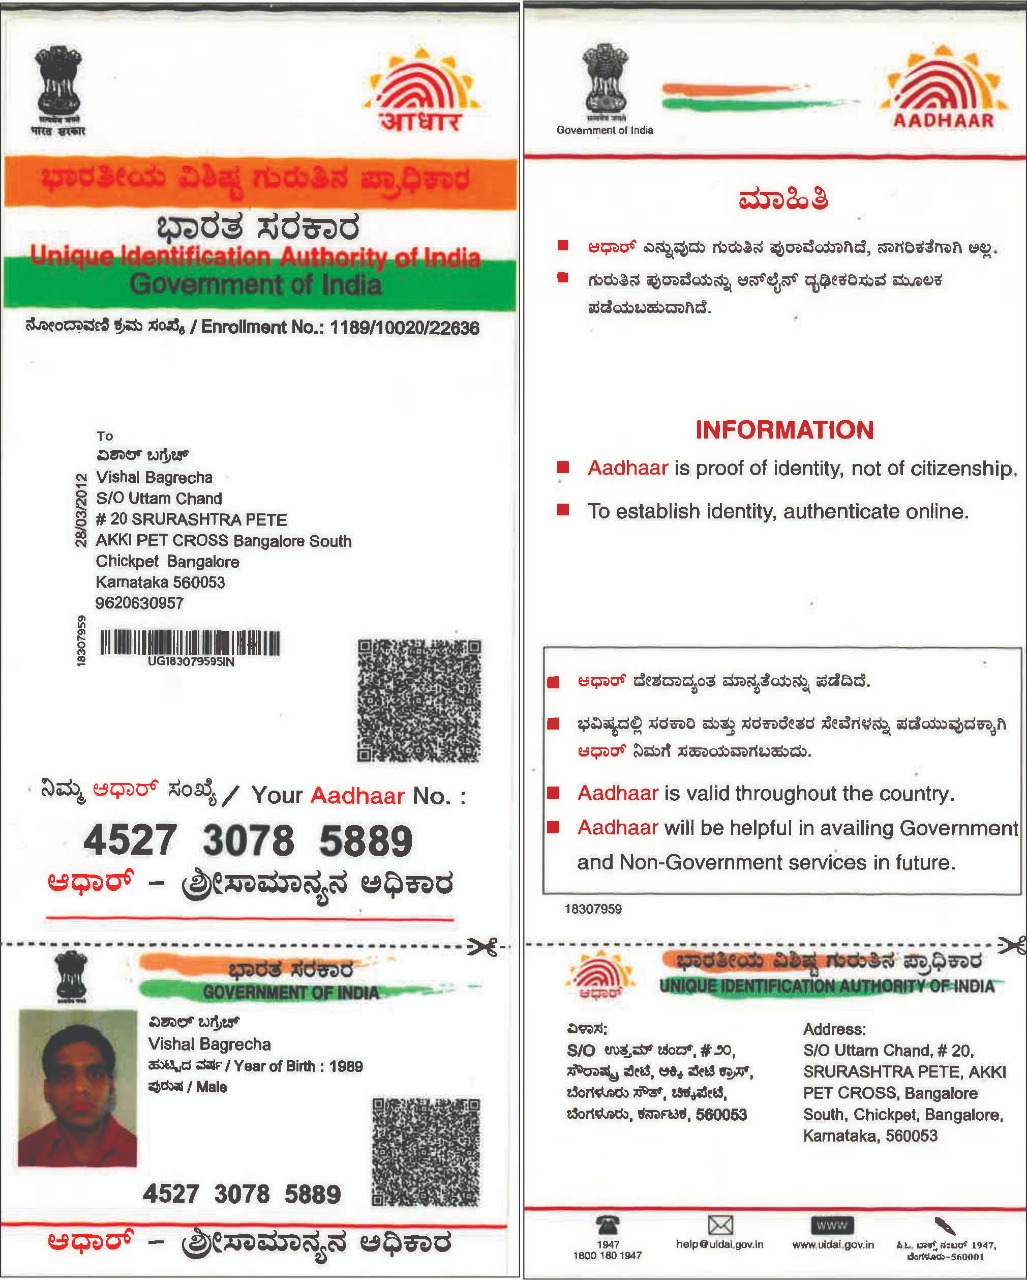 सत्यमेव जयते
भारत सरकार
आधार
ಭಾರತೀಯ ವಿಶಿಷ್ಟ ಗುರುತಿನ ಪ್ರಾಧಿಕಾರ
ಭಾರತ ಸರಕಾರ
Unique Identification Authority of India
Government of India
ನೋಂದಾವಣಿ ಕ್ರಮ ಸಂಖ್ಯೆ / Enrollment No.: 1189/10020/22636
To
ವಿಶಾಲ್ ಬಗ್ರೆಚ್
Vishal Bagrecha
S/O Uttam Chand
# 20 SRURASHTRA PETE
AKKI PET CROSS Bangalore South
Chickpet Bangalore
Karnataka 560053
9620630957
28/03/2012
18307959
UG183079595IN
ನಿಮ್ಮ ಆಧಾರ್ ಸಂಖ್ಯೆ / Your Aadhaar No. :
4527 3078 5889
ಆಧಾರ್ – ಶ್ರೀಸಾಮಾನ್ಯನ ಅಧಿಕಾರ
ಭಾರತ ಸರಕಾರ
GOVERNMENT OF INDIA
ವಿಶಾಲ್ ಬಗ್ರೆಚ್
Vishal Bagrecha
ಹುಟ್ಟಿದ ವರ್ಷ / Year of Birth : 1989
ಪುರುಷ / Male
4527 3078 5889
ಆಧಾರ್ – ಶ್ರೀಸಾಮಾನ್ಯನ ಅಧಿಕಾರ
सत्यमेव जयते
Government of India
AADHAAR
ಮಾಹಿತಿ
ಆಧಾರ್ ಎನ್ನುವುದು ಗುರುತಿನ ಪುರಾವೆಯಾಗಿದೆ, ನಾಗರಿಕತೆಗಾಗಿ ಅಲ್ಲ.
ಗುರುತಿನ ಪುರಾವೆಯನ್ನು ಆನ್‌ಲೈನ್ ದೃಢೀಕರಿಸುವ ಮೂಲಕ
ಪಡೆಯಬಹುದಾಗಿದೆ.
INFORMATION
Aadhaar is proof of identity, not of citizenship.
To establish identity, authenticate online.
ಆಧಾರ್ ದೇಶದಾದ್ಯಂತ ಮಾನ್ಯತೆಯನ್ನು ಪಡೆದಿದೆ.
ಭವಿಷ್ಯದಲ್ಲಿ ಸರಕಾರಿ ಮತ್ತು ಸರಕಾರೇತರ ಸೇವೆಗಳನ್ನು ಪಡೆಯುವುದಕ್ಕಾಗಿ
ಆಧಾರ್ ನಿಮಗೆ ಸಹಾಯವಾಗಬಹುದು.
Aadhaar is valid throughout the country.
Aadhaar will be helpful in availing Government
and Non-Government services in future.
18307959
ಆಧಾರ್
ಭಾರತೀಯ ವಿಶಿಷ್ಟ ಗುರುತಿನ ಪ್ರಾಧಿಕಾರ
UNIQUE IDENTIFICATION AUTHORITY OF INDIA
ವಿಳಾಸ:
S/O ಉತ್ತಮ್ ಚಂದ್, # ೨೦,
ಸೌರಾಷ್ಟ್ರ ಪೇಟೆ, ಅಕ್ಕಿ ಪೇಟೆ ಕ್ರಾಸ್,
ಬೆಂಗಳೂರು ಸೌತ್, ಚಿಕ್ಕಪೇಟೆ,
ಬೆಂಗಳೂರು, ಕರ್ನಾಟಕ, 560053
Address:
S/O Uttam Chand, # 20,
SRURASHTRA PETE, AKKI
PET CROSS, Bangalore
South, Chickpet, Bangalore,
Karnataka, 560053
1947
1800 180 1947
help@uidai.gov.in
WWW
www.uidai.gov.in
ಪಿ.ಓ. ಬಾಕ್ಸ್ ನಂಬರ್ 1947,
ಬೆಂಗಳೂರು-560001